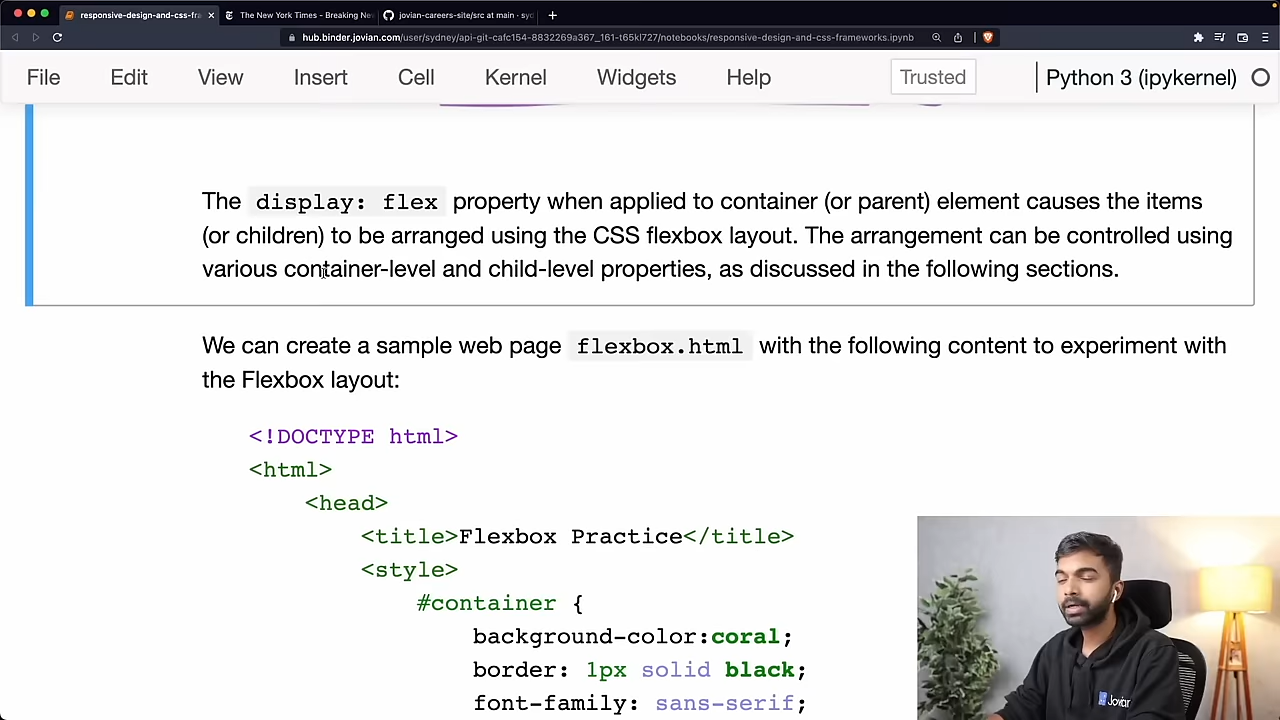 responsive-design-and-css-fra
The New York Times - Breaking Ne
jovian-careers-site/src at main · syd
hub.binder.jovian.com/user/sydney/api-git-cafc154-8832269a367_161-t65kl727/notebooks/responsive-design-and-css-frameworks.ipynb
File Edit View Insert Cell Kernel Widgets Help Trusted Python 3 (ipykernel)
The display: flex property when applied to container (or parent) element causes the items
(or children) to be arranged using the CSS flexbox layout. The arrangement can be controlled using
various container-level and child-level properties, as discussed in the following sections.
We can create a sample web page flexbox.html with the following content to experiment with
the Flexbox layout:
<!DOCTYPE html>
<html>
<head>
<title>Flexbox Practice</title>
<style>
#container {
background-color:coral;
border: 1px solid black;
font-family: sans-serif;
Jovian